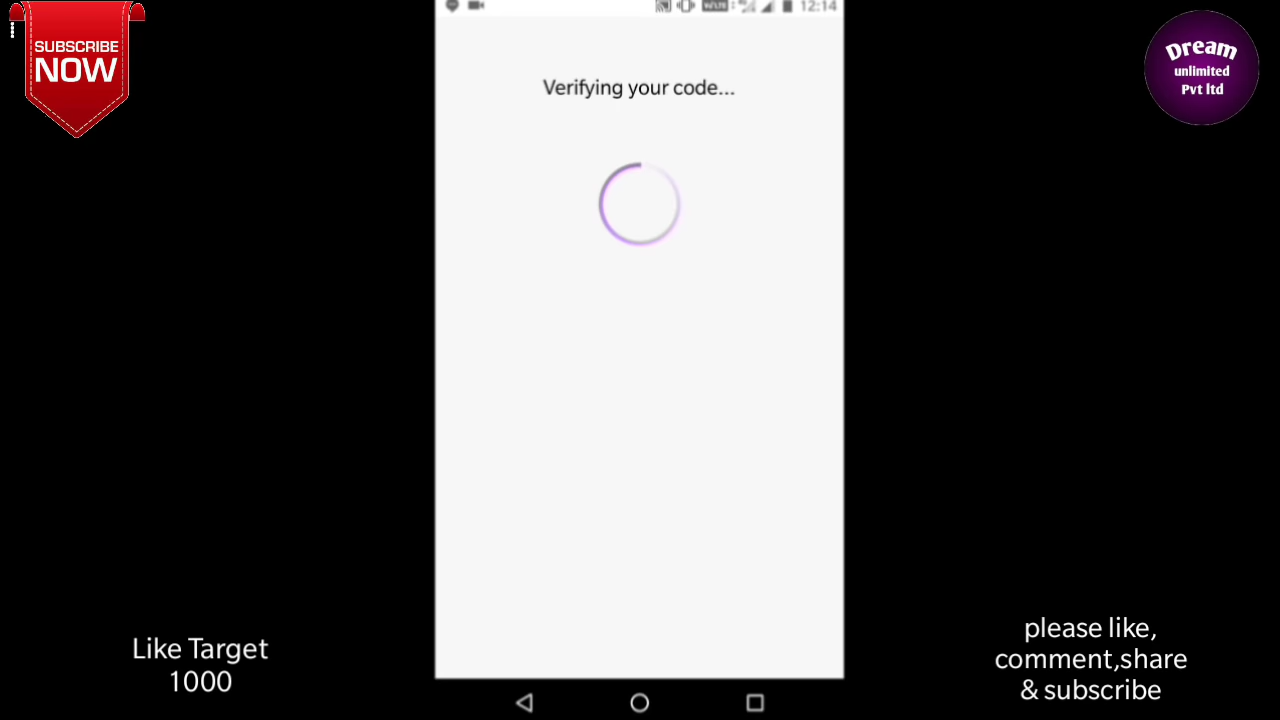 SUBSCRIBE
NOW
12:14
Verifying your code...
Dream
unlimited
Pvt ltd
Like Target
1000
please like,
comment,share
& subscribe